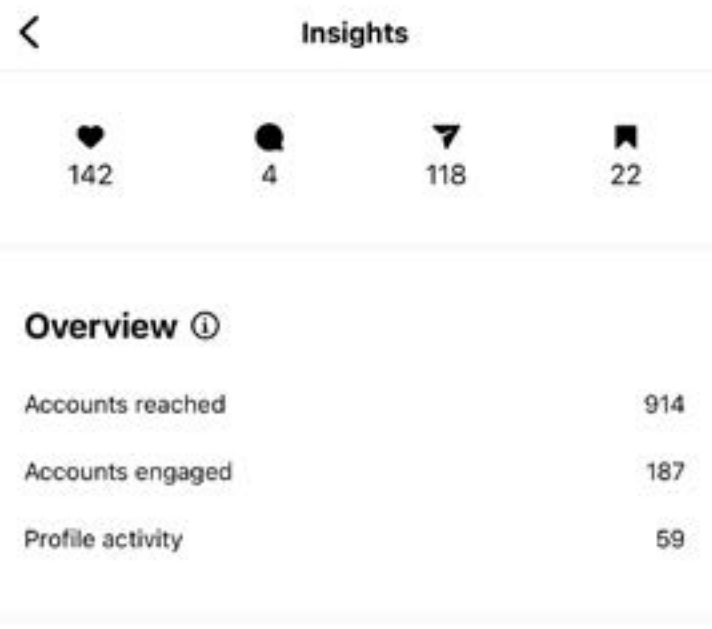 Insights
142 4 118 22
Overview
Accounts reached 914
Accounts engaged 187
Profile activity 59